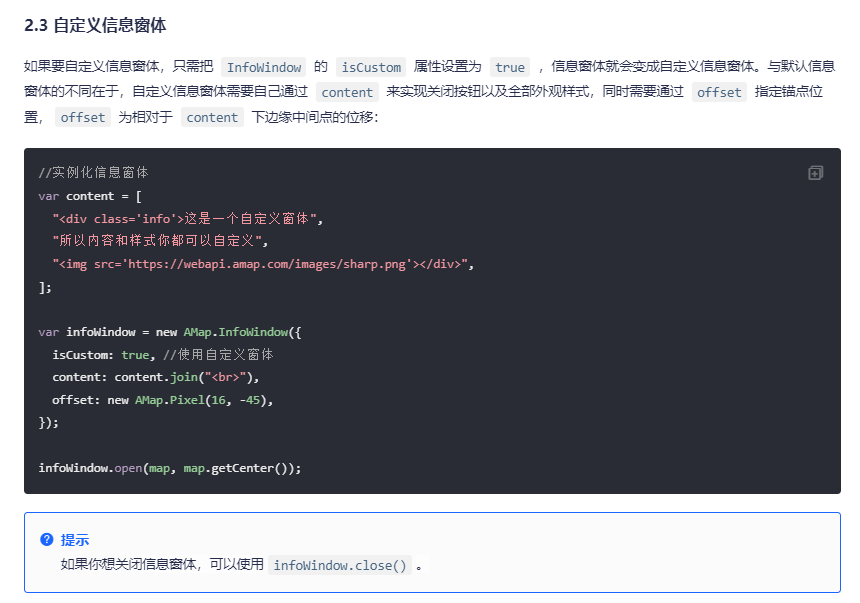 2.3 自定义信息窗体
如果要自定义信息窗体，只需把 InfoWindow 的 isCustom 属性设置为 true ，信息窗体就会变成自定义信息窗体。与默认信息
窗体的不同在于，自定义信息窗体需要自己通过 content 来实现关闭按钮以及全部外观样式，同时需要通过 offset 指定锚点位
置， offset 为相对于 content 下边缘中间点的位移：
//实例化信息窗体
var content = [
  "<div class='info'>这是一个自定义窗体",
  "所以内容和样式你都可以自定义",
  "<img src='https://webapi.amap.com/images/sharp.png'></div>",
];
var infoWindow = new AMap.InfoWindow({
  isCustom: true, //使用自定义窗体
  content: content.join("<br>"),
  offset: new AMap.Pixel(16, -45),
});
infoWindow.open(map, map.getCenter());
提示
如果你想关闭信息窗体，可以使用 infoWindow.close() 。